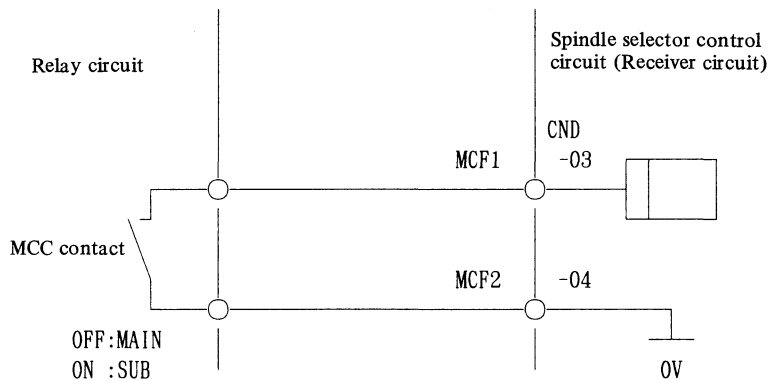 Relay circuit
Spindle selector control
circuit (Receiver circuit)
CND
MCF1
-03
MCC contact
MCF2
-04
OFF:MAIN
ON :SUB
0V